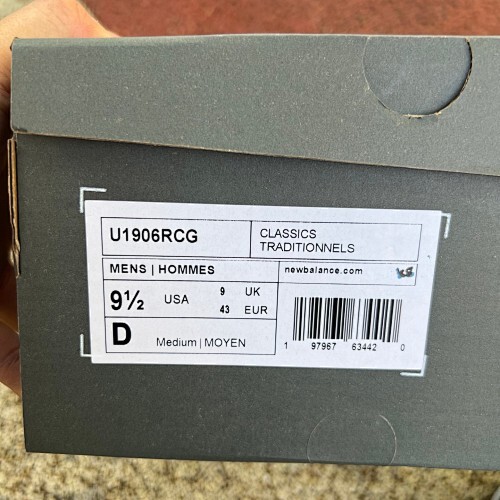 U1906RCG
CLASSICS
TRADITIONNELS
MENS | HOMMES
newbalance.com
9½ USA 9 UK
43 EUR
D Medium | MOYEN
1 97967 63442 0